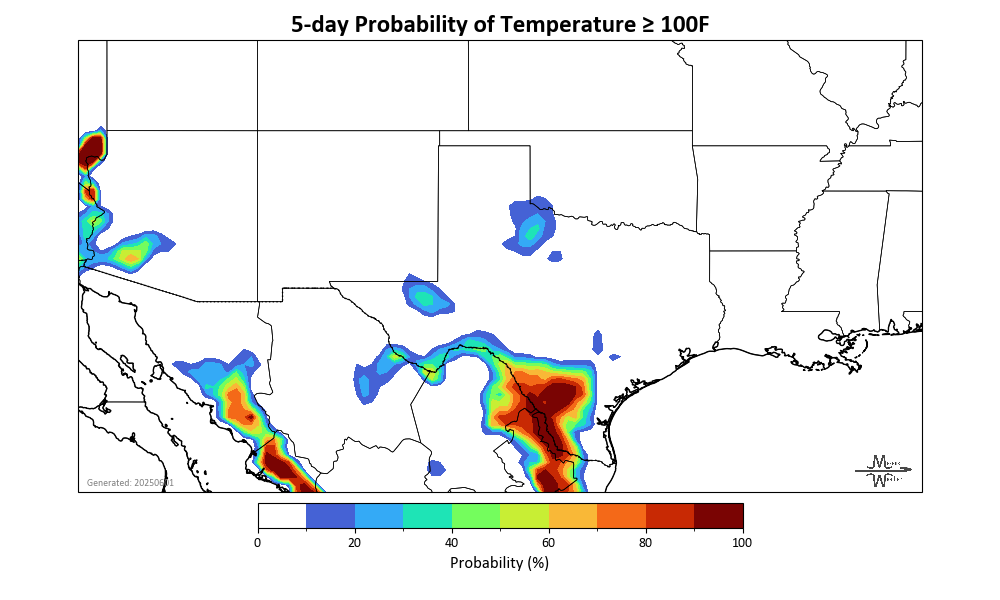 5-day Probability of Temperature ≥ 100F
Generated: 20250601
0 20 40 60 80 100
Probability (%)